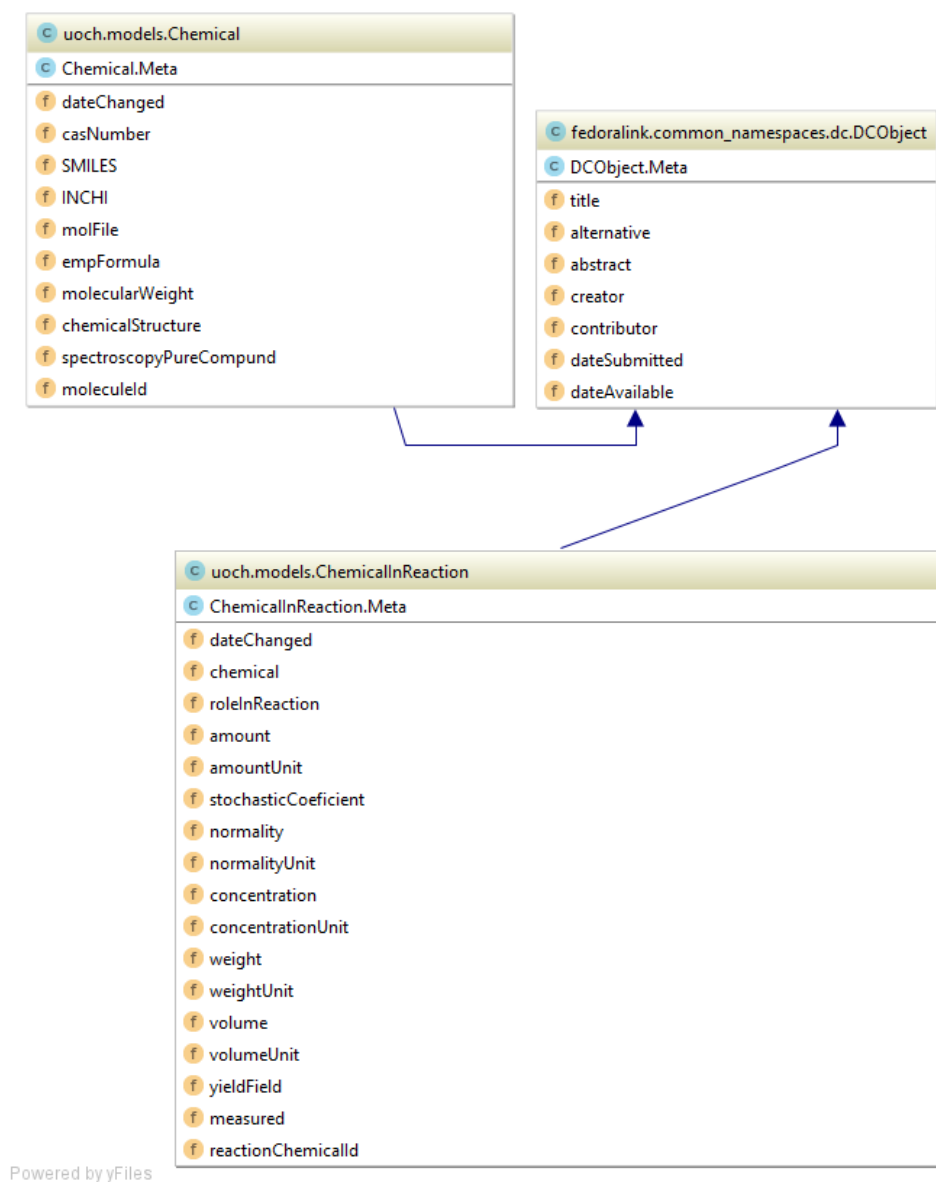 C uoch.models.Chemical
C Chemical.Meta
f dateChanged
f casNumber
f SMILES
f INCHI
f molFile
f empFormula
f molecularWeight
f chemicalStructure
f spectroscopyPureCompund
f moleculeId
C fedoralink.common_namespaces.dc.DCObject
C DCObject.Meta
f title
f alternative
f abstract
f creator
f contributor
f dateSubmitted
f dateAvailable
C uoch.models.ChemicalInReaction
C ChemicalInReaction.Meta
f dateChanged
f chemical
f roleInReaction
f amount
f amountUnit
f stochasticCoeficient
f normality
f normalityUnit
f concentration
f concentrationUnit
f weight
f weightUnit
f volume
f volumeUnit
f yieldField
f measured
f reactionChemicalId
Powered by yFiles